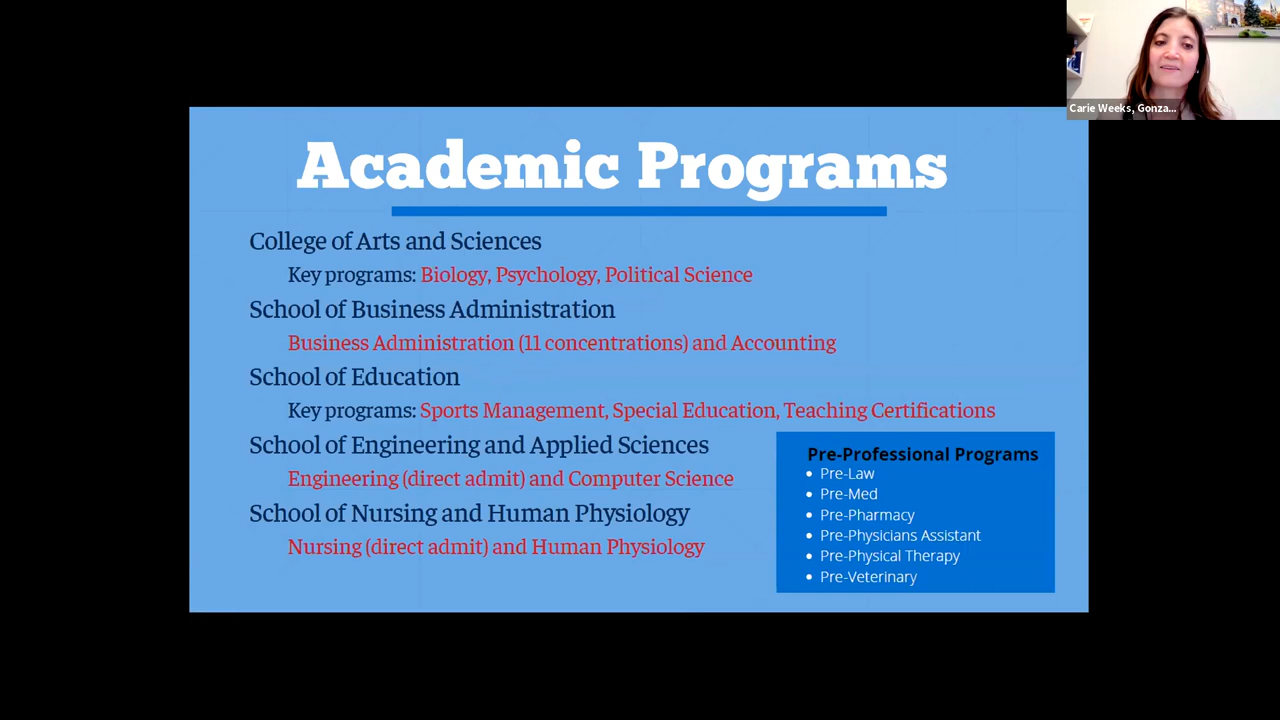 Carie Weeks, Gonza...
Academic Programs
College of Arts and Sciences
Key programs: Biology, Psychology, Political Science
School of Business Administration
Business Administration (11 concentrations) and Accounting
School of Education
Key programs: Sports Management, Special Education, Teaching Certifications
School of Engineering and Applied Sciences
Engineering (direct admit) and Computer Science
School of Nursing and Human Physiology
Nursing (direct admit) and Human Physiology
Pre-Professional Programs
• Pre-Law
• Pre-Med
• Pre-Pharmacy
• Pre-Physicians Assistant
• Pre-Physical Therapy
• Pre-Veterinary